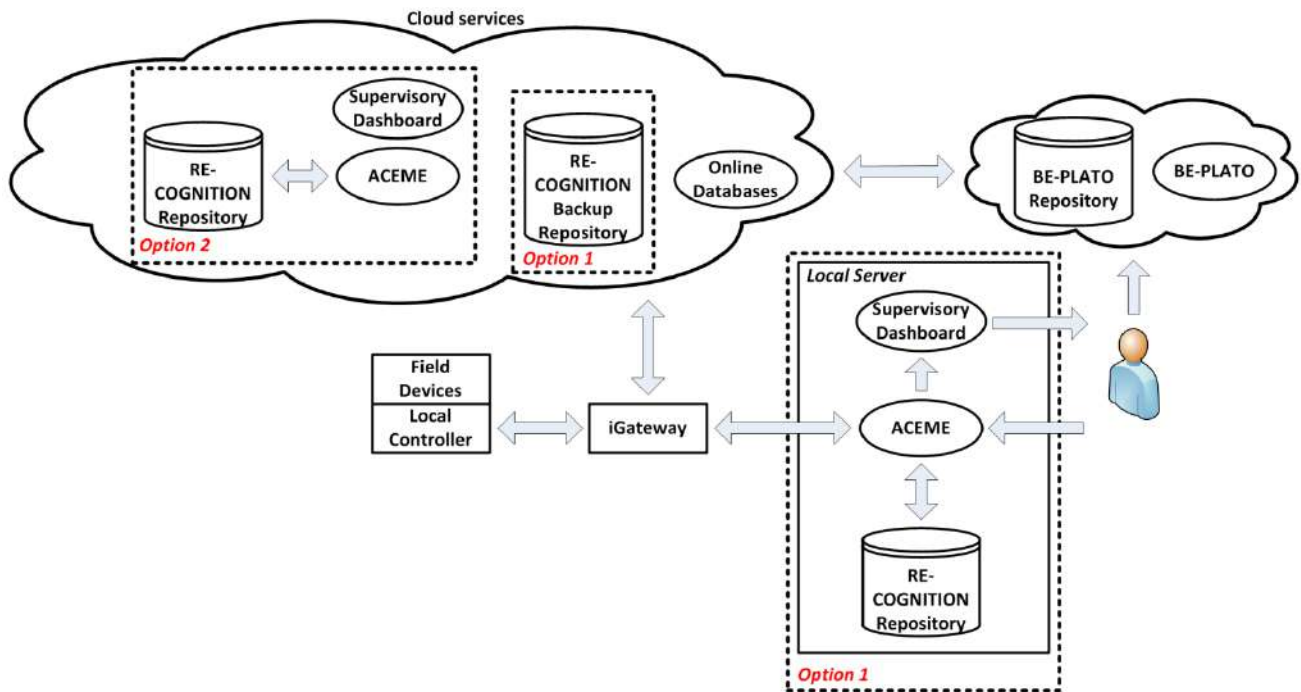 Cloud services
Supervisory
Dashboard
RE-
COGNITION
Repository
ACEME
Option 2
RE-
COGNITION
Backup
Repository
Option 1
Online
Databases
BE-PLATO
Repository
BE-PLATO
Field
Devices
Local
Controller
iGateway
Local Server
Supervisory
Dashboard
ACEME
RE-
COGNITION
Repository
Option 1